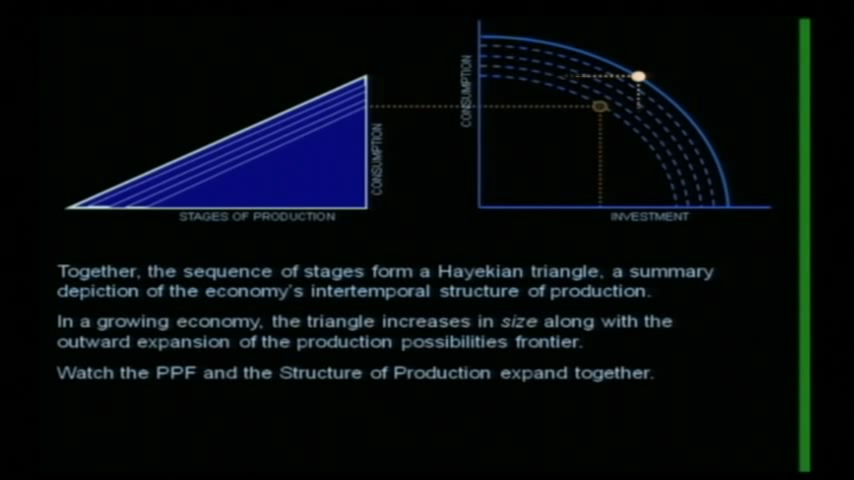 CONSUMPTION
CONSUMPTION
STAGES OF PRODUCTION
INVESTMENT
Together, the sequence of stages form a Hayekian triangle, a summary
depiction of the economy's intertemporal structure of production.
In a growing economy, the triangle increases in size along with the
outward expansion of the production possibilities frontier.
Watch the PPF and the Structure of Production expand together.